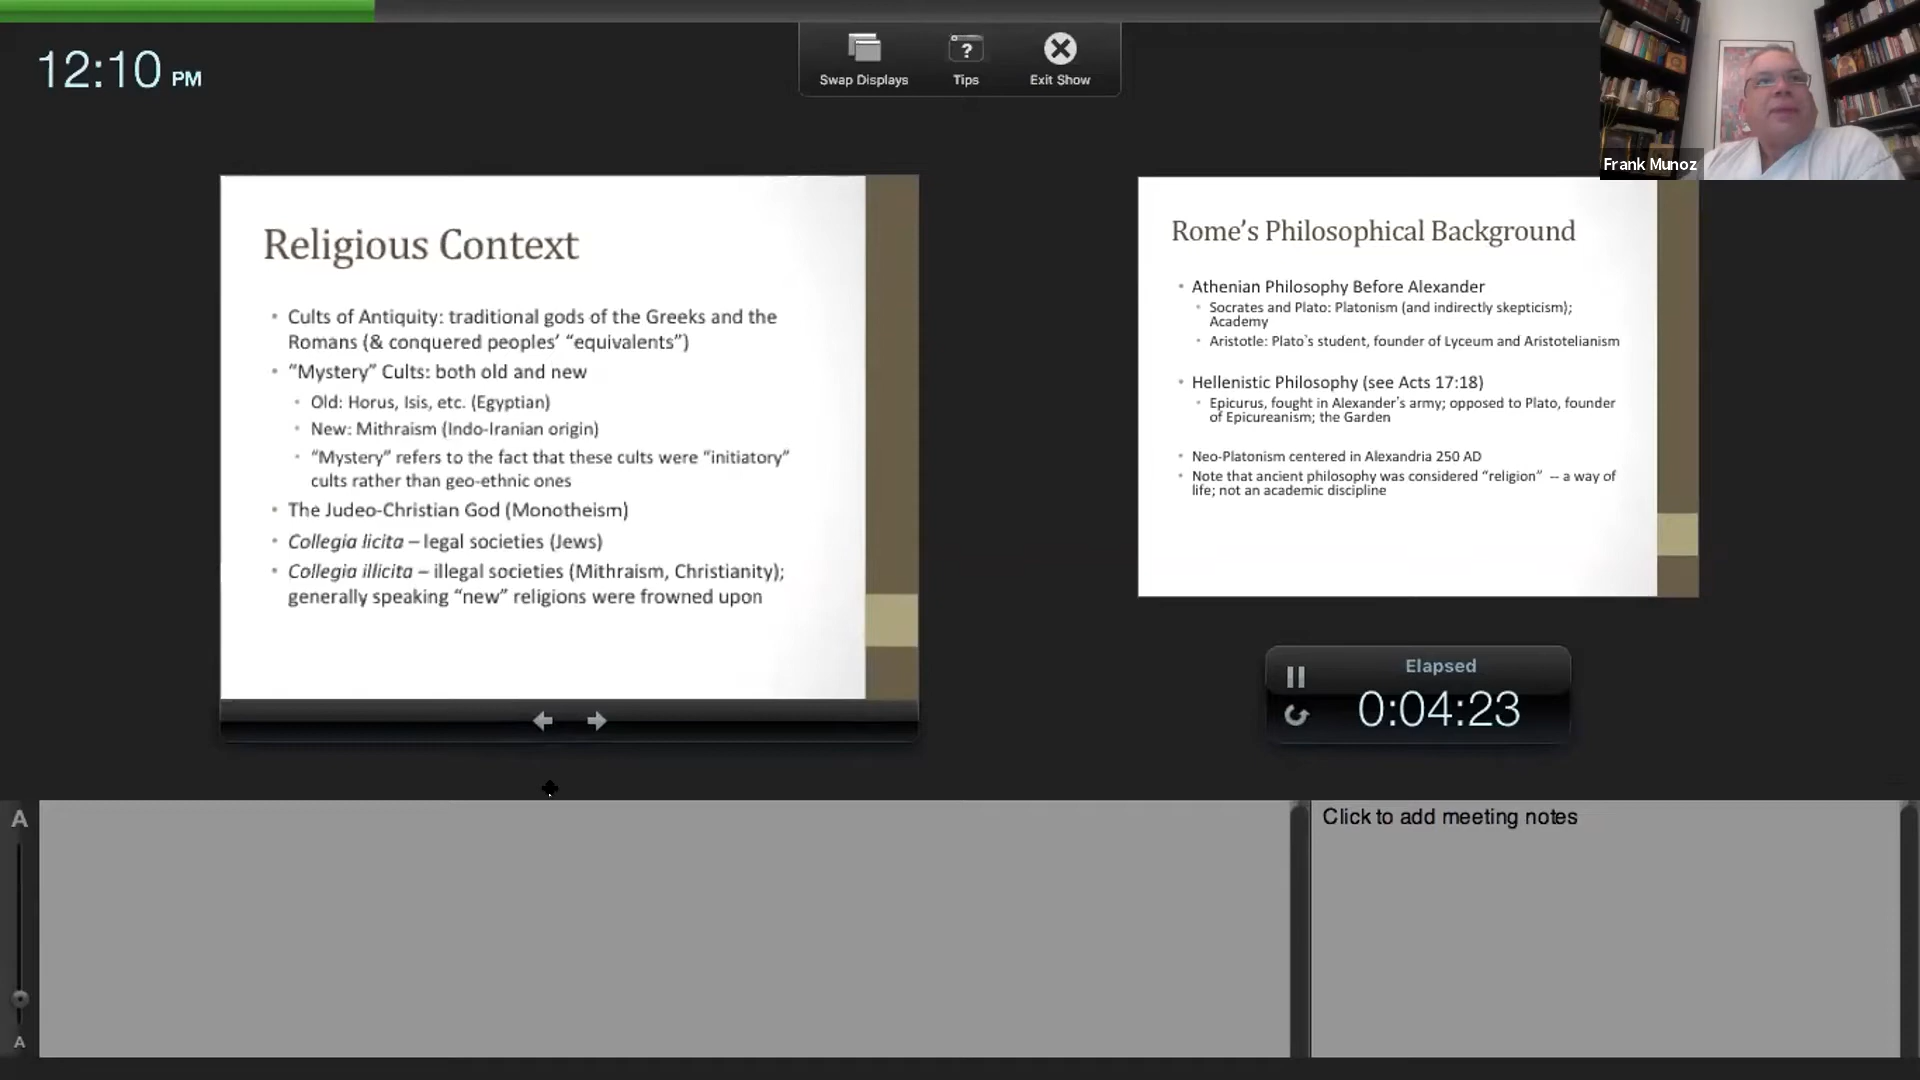 12:10 PM
Swap Displays
Tips
Exit Show
Frank Munoz
Religious Context
• Cults of Antiquity: traditional gods of the Greeks and the
Romans (& conquered peoples’ “equivalents”)
• “Mystery” Cults: both old and new
• Old: Horus, Isis, etc. (Egyptian)
• New: Mithraism (Indo-Iranian origin)
• “Mystery” refers to the fact that these cults were “initiatory”
cults rather than geo-ethnic ones
• The Judeo-Christian God (Monotheism)
• Collegia licita – legal societies (Jews)
• Collegia illicita – illegal societies (Mithraism, Christianity);
generally speaking “new” religions were frowned upon
Rome’s Philosophical Background
• Athenian Philosophy Before Alexander
• Socrates and Plato: Platonism (and indirectly skepticism);
Academy
• Aristotle: Plato`s student, founder of Lyceum and Aristotelianism
• Hellenistic Philosophy (see Acts 17:18)
• Epicurus, fought in Alexander’s army; opposed to Plato, founder
of Epicureanism; the Garden
• Neo-Platonism centered in Alexandria 250 AD
• Note that ancient philosophy was considered “religion” -- a way of
life; not an academic discipline
Elapsed
0:04:23
A
A
Click to add meeting notes